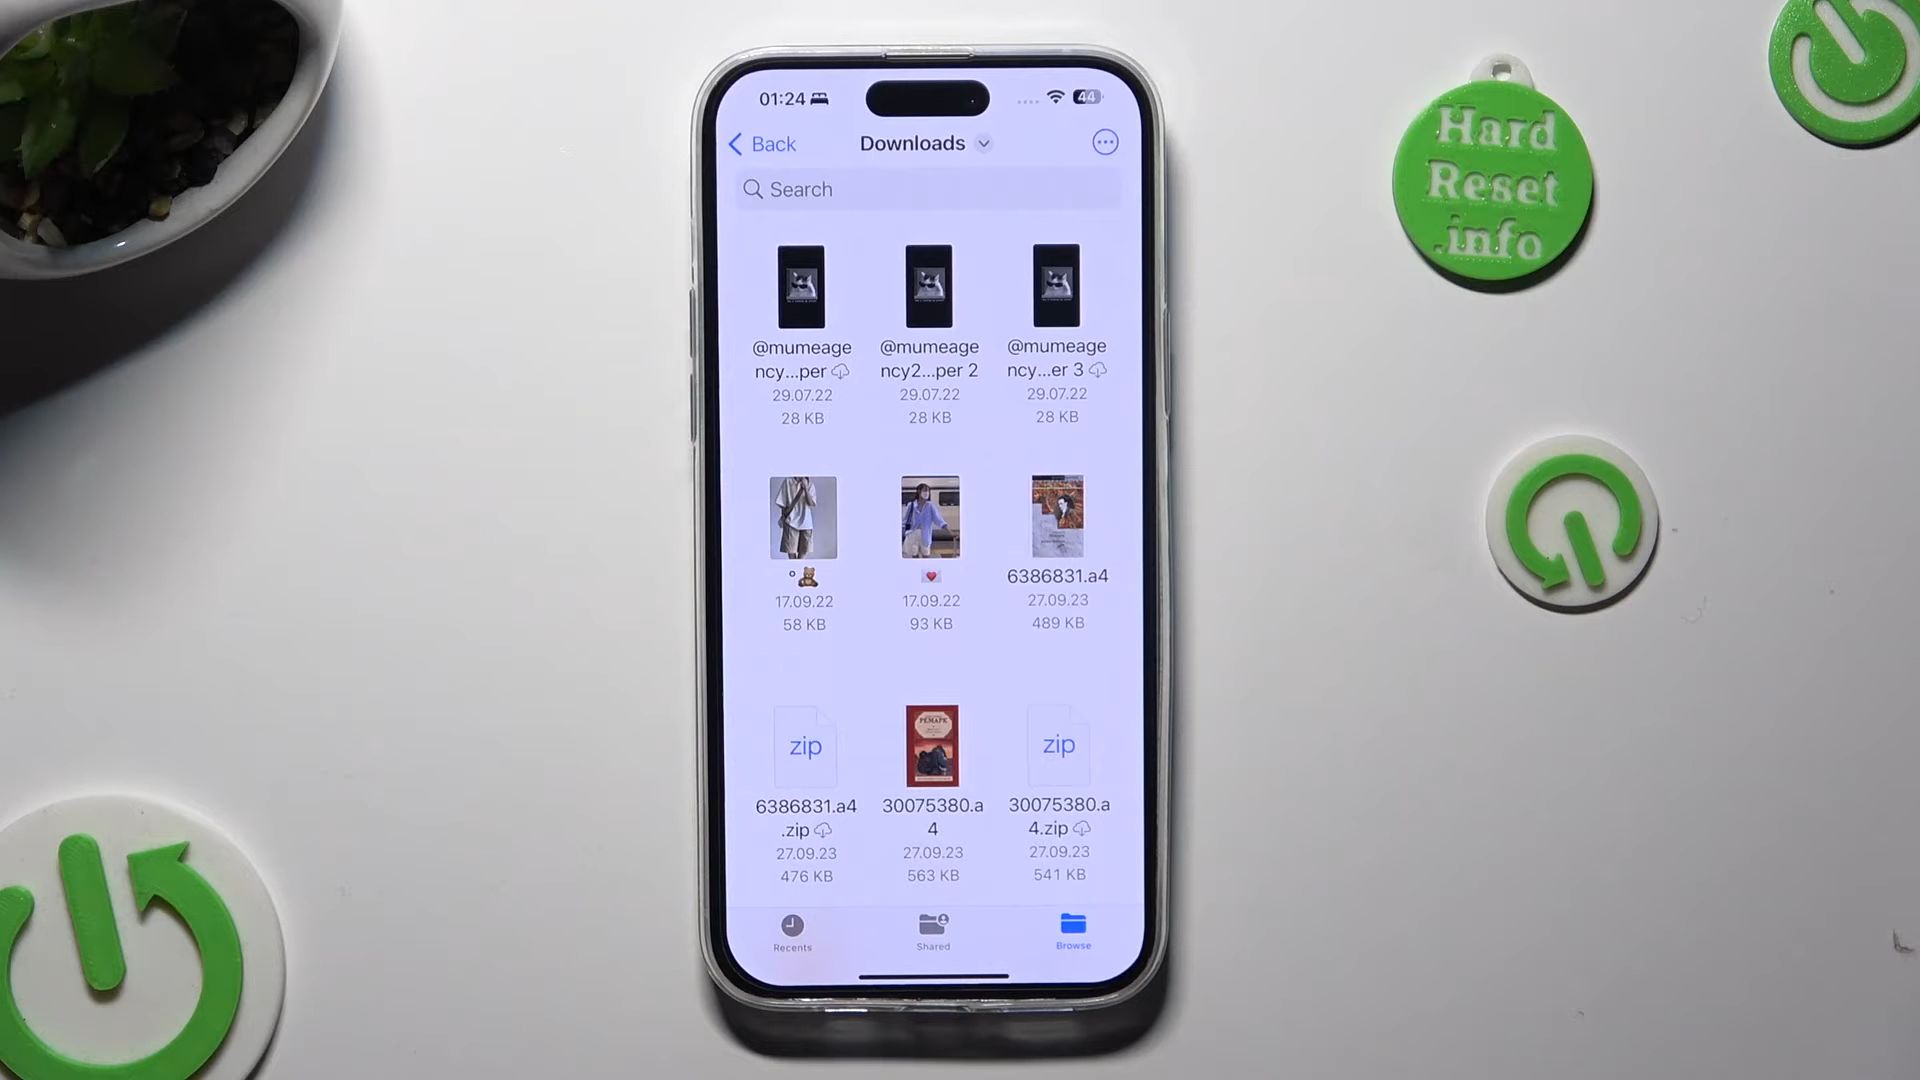 01:24
44
Back
Downloads
Search
@mumeage
ncy...per
29.07.22
28 KB
@mumeage
ncy2...per 2
29.07.22
28 KB
@mumeage
ncy...er 3
29.07.22
28 KB
°🧸
17.09.22
58 KB
💌
17.09.22
93 KB
6386831.a4
27.09.23
489 KB
zip
6386831.a4
.zip
27.09.23
476 KB
РЕМАРК
30075380.a
4
27.09.23
563 KB
zip
30075380.a
4.zip
27.09.23
541 KB
Recents
Shared
Browse
Hard
Reset
.info